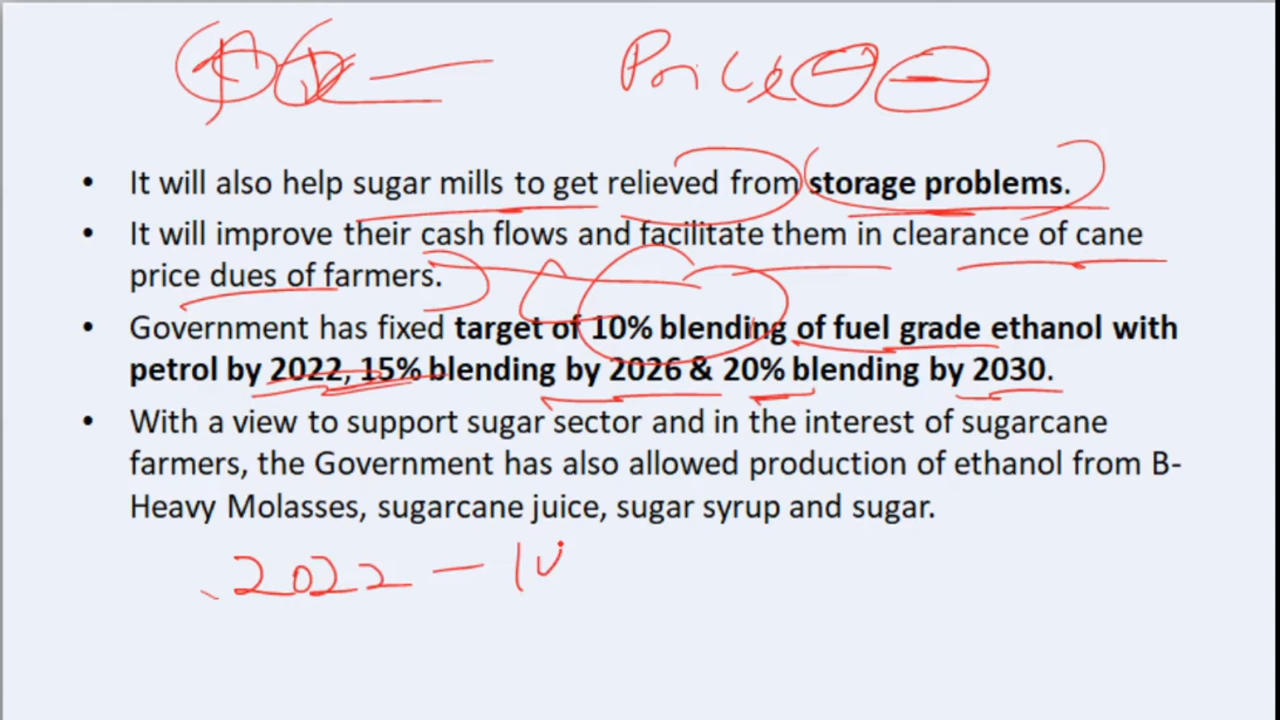 Price
• It will also help sugar mills to get relieved from storage problems.
• It will improve their cash flows and facilitate them in clearance of cane
price dues of farmers.
• Government has fixed target of 10% blending of fuel grade ethanol with
petrol by 2022, 15% blending by 2026 & 20% blending by 2030.
• With a view to support sugar sector and in the interest of sugarcane
farmers, the Government has also allowed production of ethanol from B-
Heavy Molasses, sugarcane juice, sugar syrup and sugar.
2022 – 10